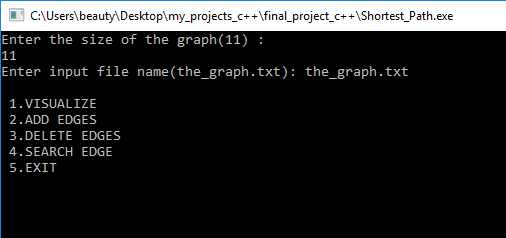 C:\Users\beauty\Desktop\my_projects_c++\final_project_c++\Shortest_Path.exe
Enter the size of the graph(11) :
11
Enter input file name(the_graph.txt): the_graph.txt
1.VISUALIZE
2.ADD EDGES
3.DELETE EDGES
4.SEARCH EDGE
5.EXIT